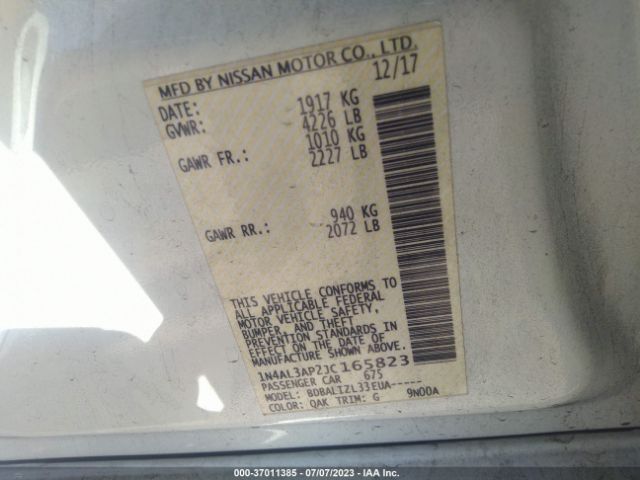 MFD BY NISSAN MOTOR CO., LTD.
DATE: 12/17
GVWR: 1917 KG
4226 LB
GAWR FR.: 1010 KG
2227 LB
GAWR RR.: 940 KG
2072 LB
THIS VEHICLE CONFORMS TO
ALL APPLICABLE FEDERAL
MOTOR VEHICLE SAFETY,
BUMPER, AND THEFT
PREVENTION STANDARDS IN
EFFECT ON THE DATE OF
MANUFACTURE SHOWN ABOVE.
1N4AL3AP2JC165823
PASSENGER CAR 675
MODEL: BDBALTZL33EUA-----
COLOR: QAK TRIM: G 9N00A
000-37011385 - 07/07/2023 - IAA Inc.